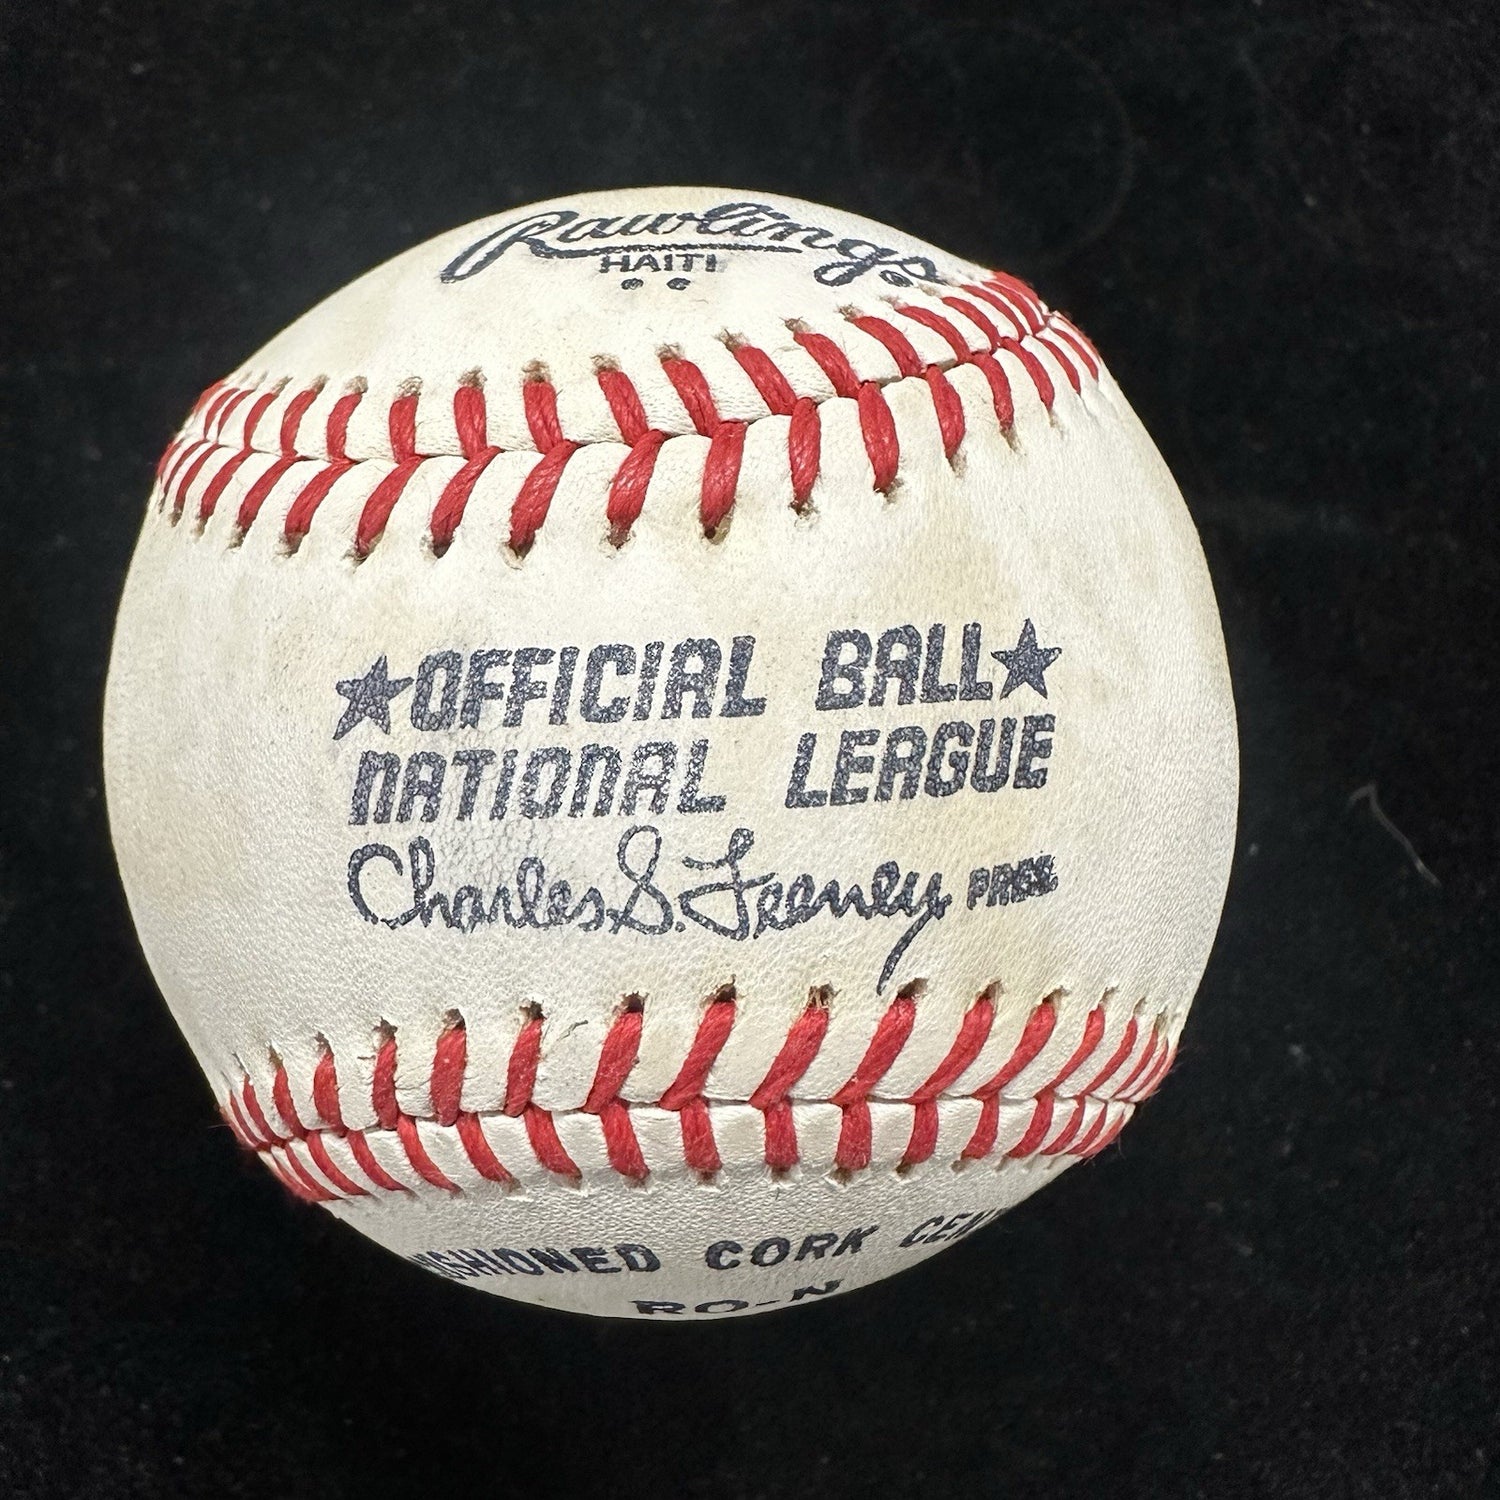 Rawlings
HAITI
★OFFICIAL BALL★
NATIONAL LEAGUE
Charles S. Feeney PRES.
CORK
RO-N